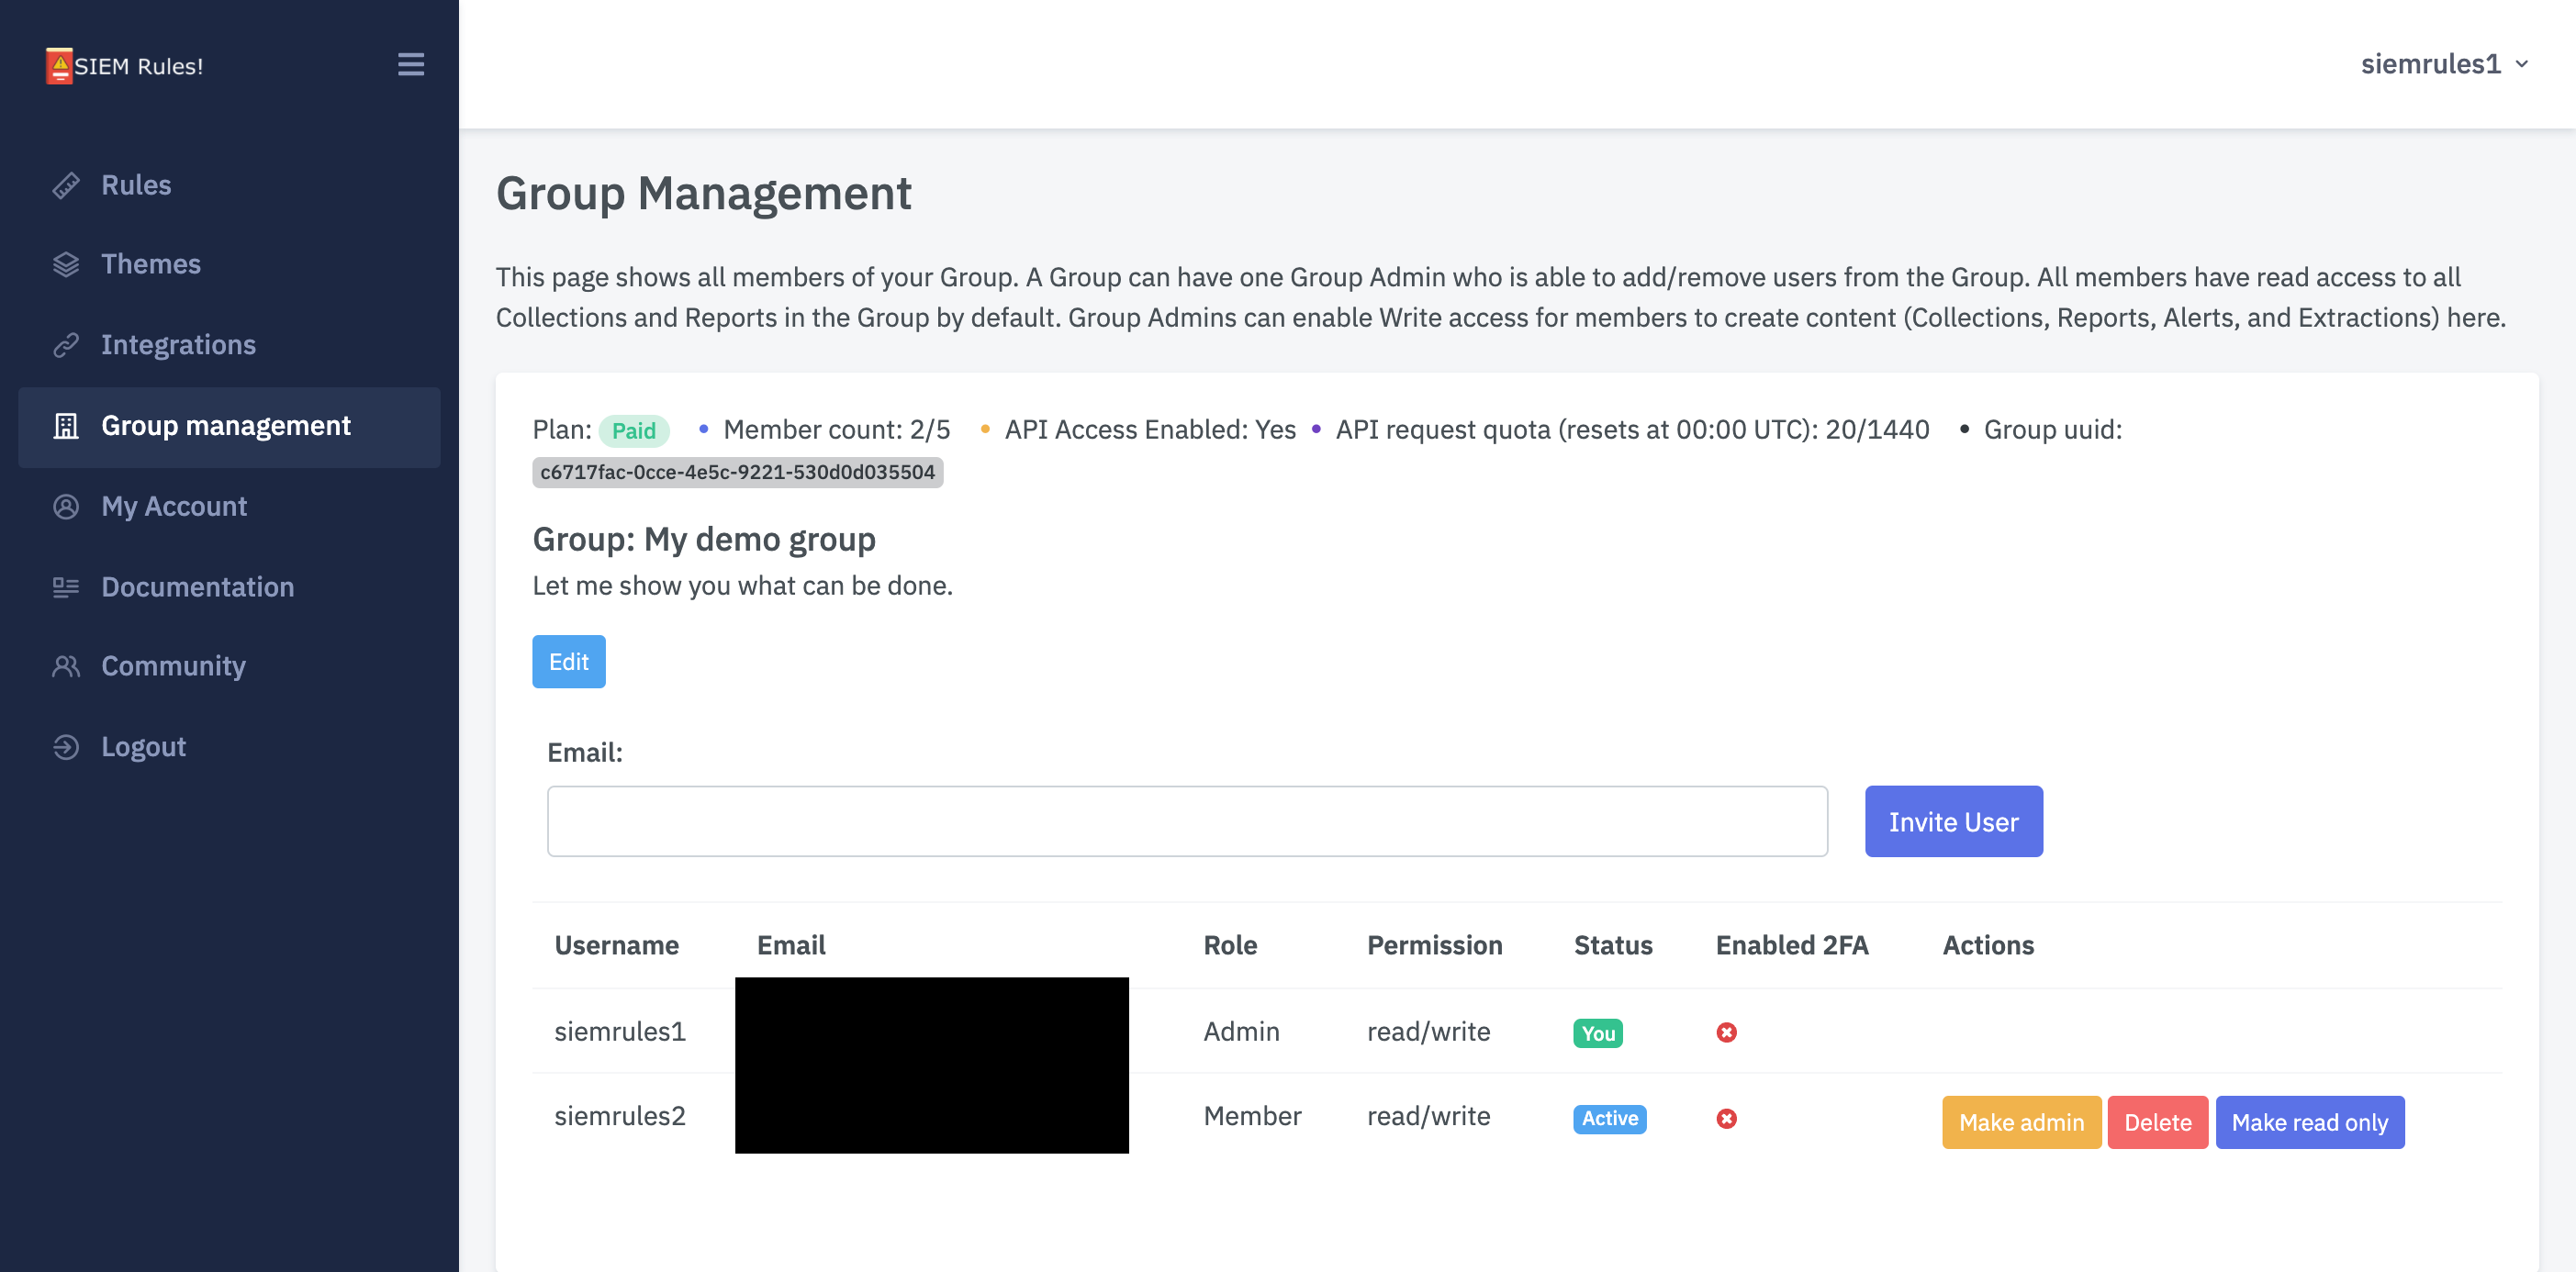 SIEM Rules!
siemrules1
Rules
Themes
Integrations
Group management
My Account
Documentation
Community
Logout
Group Management
This page shows all members of your Group. A Group can have one Group Admin who is able to add/remove users from the Group. All members have read access to all
Collections and Reports in the Group by default. Group Admins can enable Write access for members to create content (Collections, Reports, Alerts, and Extractions) here.
Plan: Paid • Member count: 2/5 • API Access Enabled: Yes • API request quota (resets at 00:00 UTC): 20/1440 • Group uuid:
c6717fac-0cce-4e5c-9221-530d0d035504
Group: My demo group
Let me show you what can be done.
Edit
Email:
Invite User
Username Email Role Permission Status Enabled 2FA Actions
siemrules1 Admin read/write You
siemrules2 Member read/write Active Make admin Delete Make read only